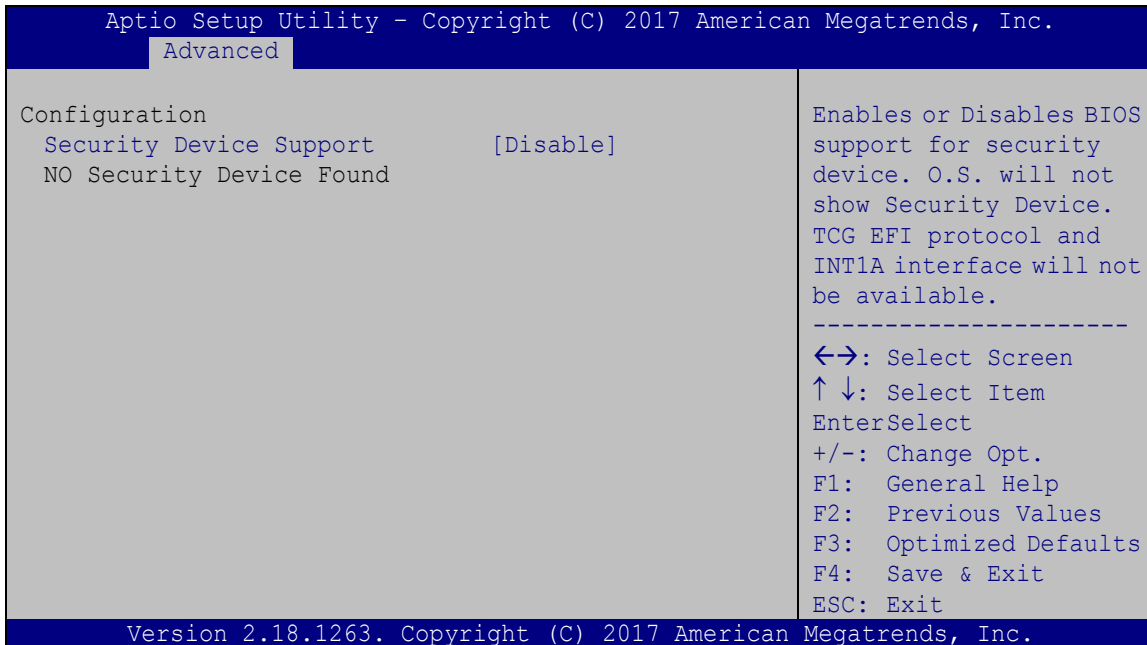 Aptio Setup Utility – Copyright (C) 2017 American Megatrends, Inc.
Advanced
Configuration
Security Device Support [Disable]
NO Security Device Found
Enables or Disables BIOS
support for security
device. O.S. will not
show Security Device.
TCG EFI protocol and
INT1A interface will not
be available.
----------------------
←→: Select Screen
↑ ↓: Select Item
EnterSelect
+/-: Change Opt.
F1: General Help
F2: Previous Values
F3: Optimized Defaults
F4: Save & Exit
ESC: Exit
Version 2.18.1263. Copyright (C) 2017 American Megatrends, Inc.